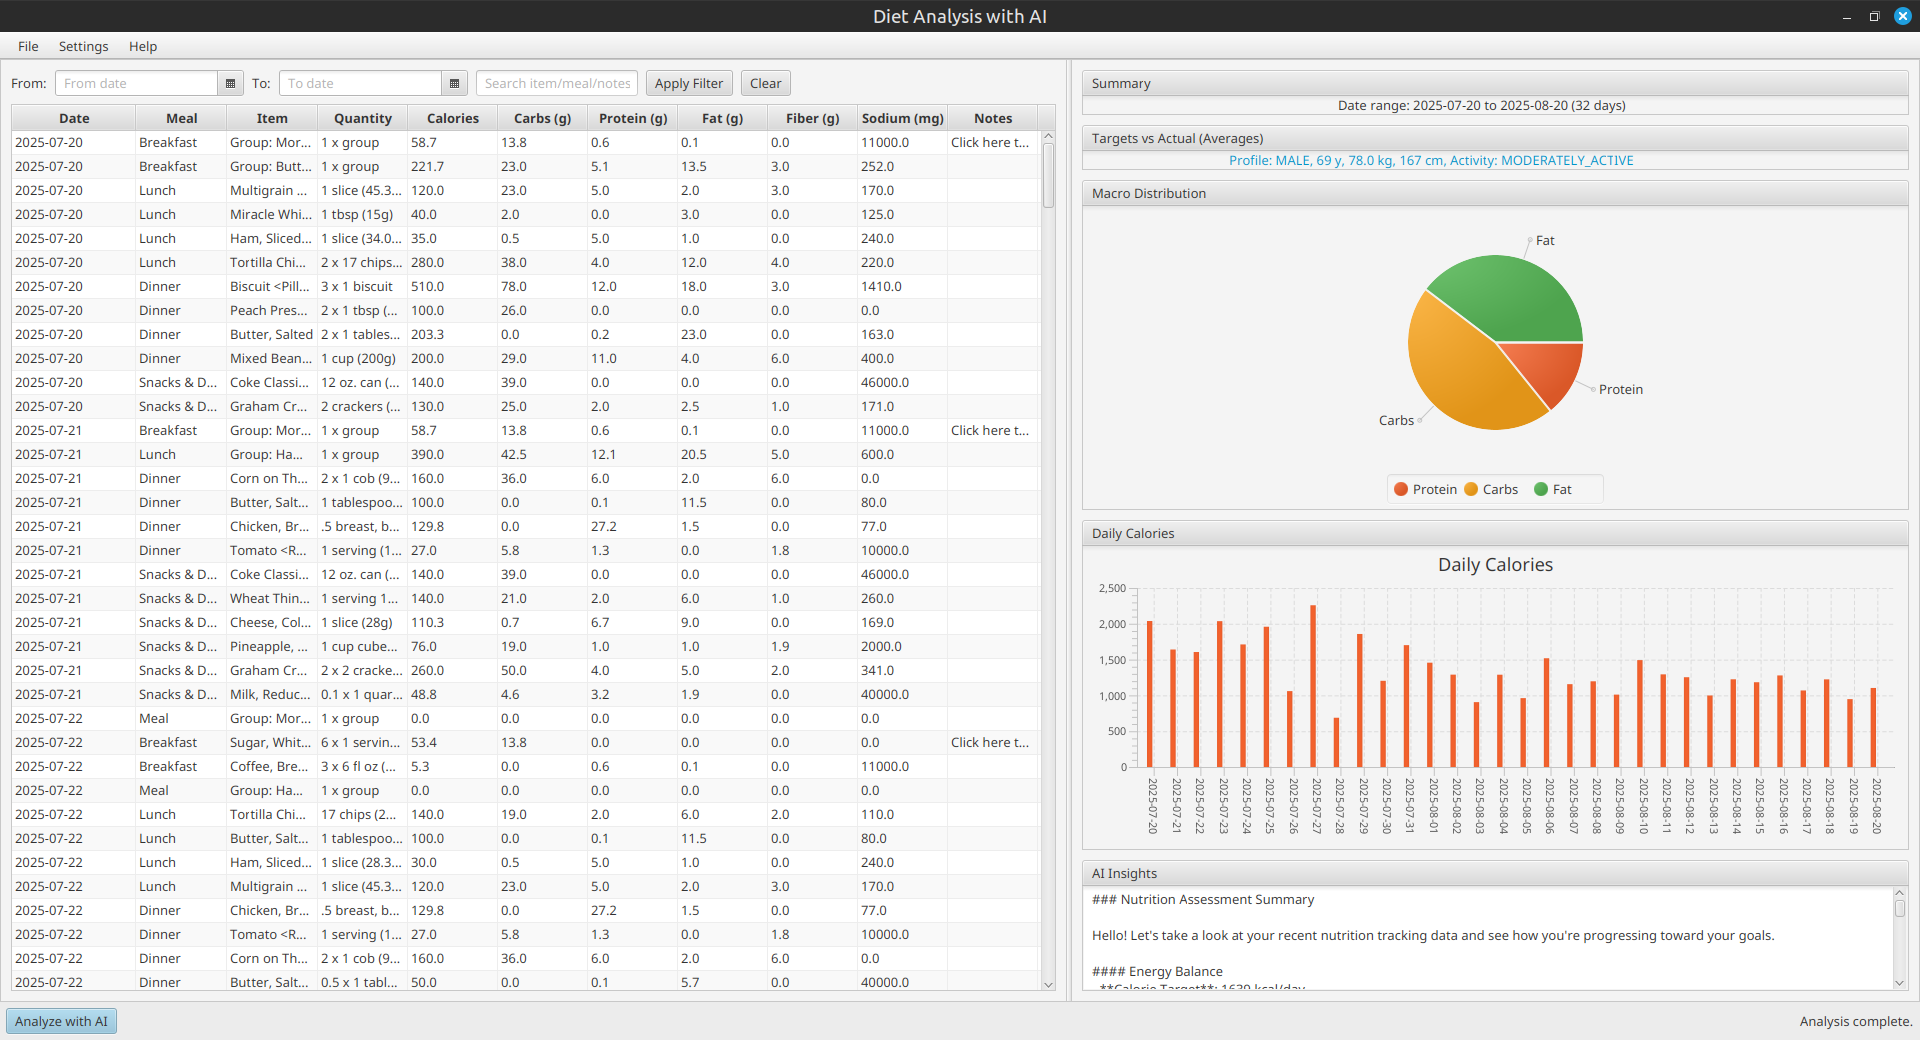 Diet Analysis with AI
File Settings Help
From: From date To: To date Search item/meal/notes Apply Filter Clear
Date Meal Item Quantity Calories Carbs (g) Protein (g) Fat (g) Fiber (g) Sodium (mg) Notes
2025-07-20 Breakfast Group: Mor... 1 x group 58.7 13.8 0.6 0.1 0.0 11000.0 Click here t...
2025-07-20 Breakfast Group: Butt... 1 x group 221.7 23.0 5.1 13.5 3.0 252.0
2025-07-20 Lunch Multigrain ... 1 slice (45.3... 120.0 23.0 5.0 2.0 3.0 170.0
2025-07-20 Lunch Miracle Whi... 1 tbsp (15g) 40.0 2.0 0.0 3.0 0.0 125.0
2025-07-20 Lunch Ham, Sliced... 1 slice (34.0... 35.0 0.5 5.0 1.0 0.0 240.0
2025-07-20 Lunch Tortilla Chi... 2 x 17 chips... 280.0 38.0 4.0 12.0 4.0 220.0
2025-07-20 Dinner Biscuit <Pill... 3 x 1 biscuit 510.0 78.0 12.0 18.0 3.0 1410.0
2025-07-20 Dinner Peach Pres... 2 x 1 tbsp (... 100.0 26.0 0.0 0.0 0.0 0.0
2025-07-20 Dinner Butter, Salted 2 x 1 tables... 203.3 0.0 0.2 23.0 0.0 163.0
2025-07-20 Dinner Mixed Bean... 1 cup (200g) 200.0 29.0 11.0 4.0 6.0 400.0
2025-07-20 Snacks & D... Coke Classi... 12 oz. can (... 140.0 39.0 0.0 0.0 0.0 46000.0
2025-07-20 Snacks & D... Graham Cr... 2 crackers (... 130.0 25.0 2.0 2.5 1.0 171.0
2025-07-21 Breakfast Group: Mor... 1 x group 58.7 13.8 0.6 0.1 0.0 11000.0 Click here t...
2025-07-21 Lunch Group: Ha... 1 x group 390.0 42.5 12.1 20.5 5.0 600.0
2025-07-21 Dinner Corn on Th... 2 x 1 cob (9... 160.0 36.0 6.0 2.0 6.0 0.0
2025-07-21 Dinner Butter, Salt... 1 tablespoo... 100.0 0.0 0.1 11.5 0.0 80.0
2025-07-21 Dinner Chicken, Br... .5 breast, b... 129.8 0.0 27.2 1.5 0.0 77.0
2025-07-21 Dinner Tomato <R... 1 serving (1... 27.0 5.8 1.3 0.0 1.8 10000.0
2025-07-21 Snacks & D... Coke Classi... 12 oz. can (... 140.0 39.0 0.0 0.0 0.0 46000.0
2025-07-21 Snacks & D... Wheat Thin... 1 serving 1... 140.0 21.0 2.0 6.0 1.0 260.0
2025-07-21 Snacks & D... Cheese, Col... 1 slice (28g) 110.3 0.7 6.7 9.0 0.0 169.0
2025-07-21 Snacks & D... Pineapple, ... 1 cup cube... 76.0 19.0 1.0 1.0 1.9 2000.0
2025-07-21 Snacks & D... Graham Cr... 2 x 2 cracke... 260.0 50.0 4.0 5.0 2.0 341.0
2025-07-21 Snacks & D... Milk, Reduc... 0.1 x 1 quar... 48.8 4.6 3.2 1.9 0.0 40000.0
2025-07-22 Meal Group: Mor... 1 x group 0.0 0.0 0.0 0.0 0.0 0.0
2025-07-22 Breakfast Sugar, Whit... 6 x 1 servin... 53.4 13.8 0.0 0.0 0.0 0.0 Click here t...
2025-07-22 Breakfast Coffee, Bre... 3 x 6 fl oz (... 5.3 0.0 0.6 0.1 0.0 11000.0
2025-07-22 Meal Group: Ha... 1 x group 0.0 0.0 0.0 0.0 0.0 0.0
2025-07-22 Lunch Tortilla Chi... 17 chips (2... 140.0 19.0 2.0 6.0 2.0 110.0
2025-07-22 Lunch Butter, Salt... 1 tablespoo... 100.0 0.0 0.1 11.5 0.0 80.0
2025-07-22 Lunch Ham, Sliced... 1 slice (28.3... 30.0 0.5 5.0 1.0 0.0 240.0
2025-07-22 Lunch Multigrain ... 1 slice (45.3... 120.0 23.0 5.0 2.0 3.0 170.0
2025-07-22 Dinner Chicken, Br... .5 breast, b... 129.8 0.0 27.2 1.5 0.0 77.0
2025-07-22 Dinner Tomato <R... 1 serving (1... 27.0 5.8 1.3 0.0 1.8 10000.0
2025-07-22 Dinner Corn on Th... 2 x 1 cob (9... 160.0 36.0 6.0 2.0 6.0 0.0
2025-07-22 Dinner Butter, Salt... 0.5 x 1 tabl... 50.0 0.0 0.1 5.7 0.0 40000.0
Summary
Date range: 2025-07-20 to 2025-08-20 (32 days)
Targets vs Actual (Averages)
Profile: MALE, 69 y, 78.0 kg, 167 cm, Activity: MODERATELY_ACTIVE
Macro Distribution
Fat
Protein
Carbs
Protein Carbs Fat
Daily Calories
Daily Calories
2,500
2,000
1,500
1,000
500
0
2025-07-20 2025-07-21 2025-07-22 2025-07-23 2025-07-24 2025-07-25 2025-07-26 2025-07-27 2025-07-28 2025-07-29 2025-07-30 2025-07-31 2025-08-01 2025-08-02 2025-08-03 2025-08-04 2025-08-05 2025-08-06 2025-08-07 2025-08-08 2025-08-09 2025-08-10 2025-08-11 2025-08-12 2025-08-13 2025-08-14 2025-08-15 2025-08-16 2025-08-17 2025-08-18 2025-08-19 2025-08-20
AI Insights
### Nutrition Assessment Summary
Hello! Let's take a look at your recent nutrition tracking data and see how you're progressing toward your goals.
#### Energy Balance
**Calorie Target**: 1639 kcal/day
Analyze with AI
Analysis complete.